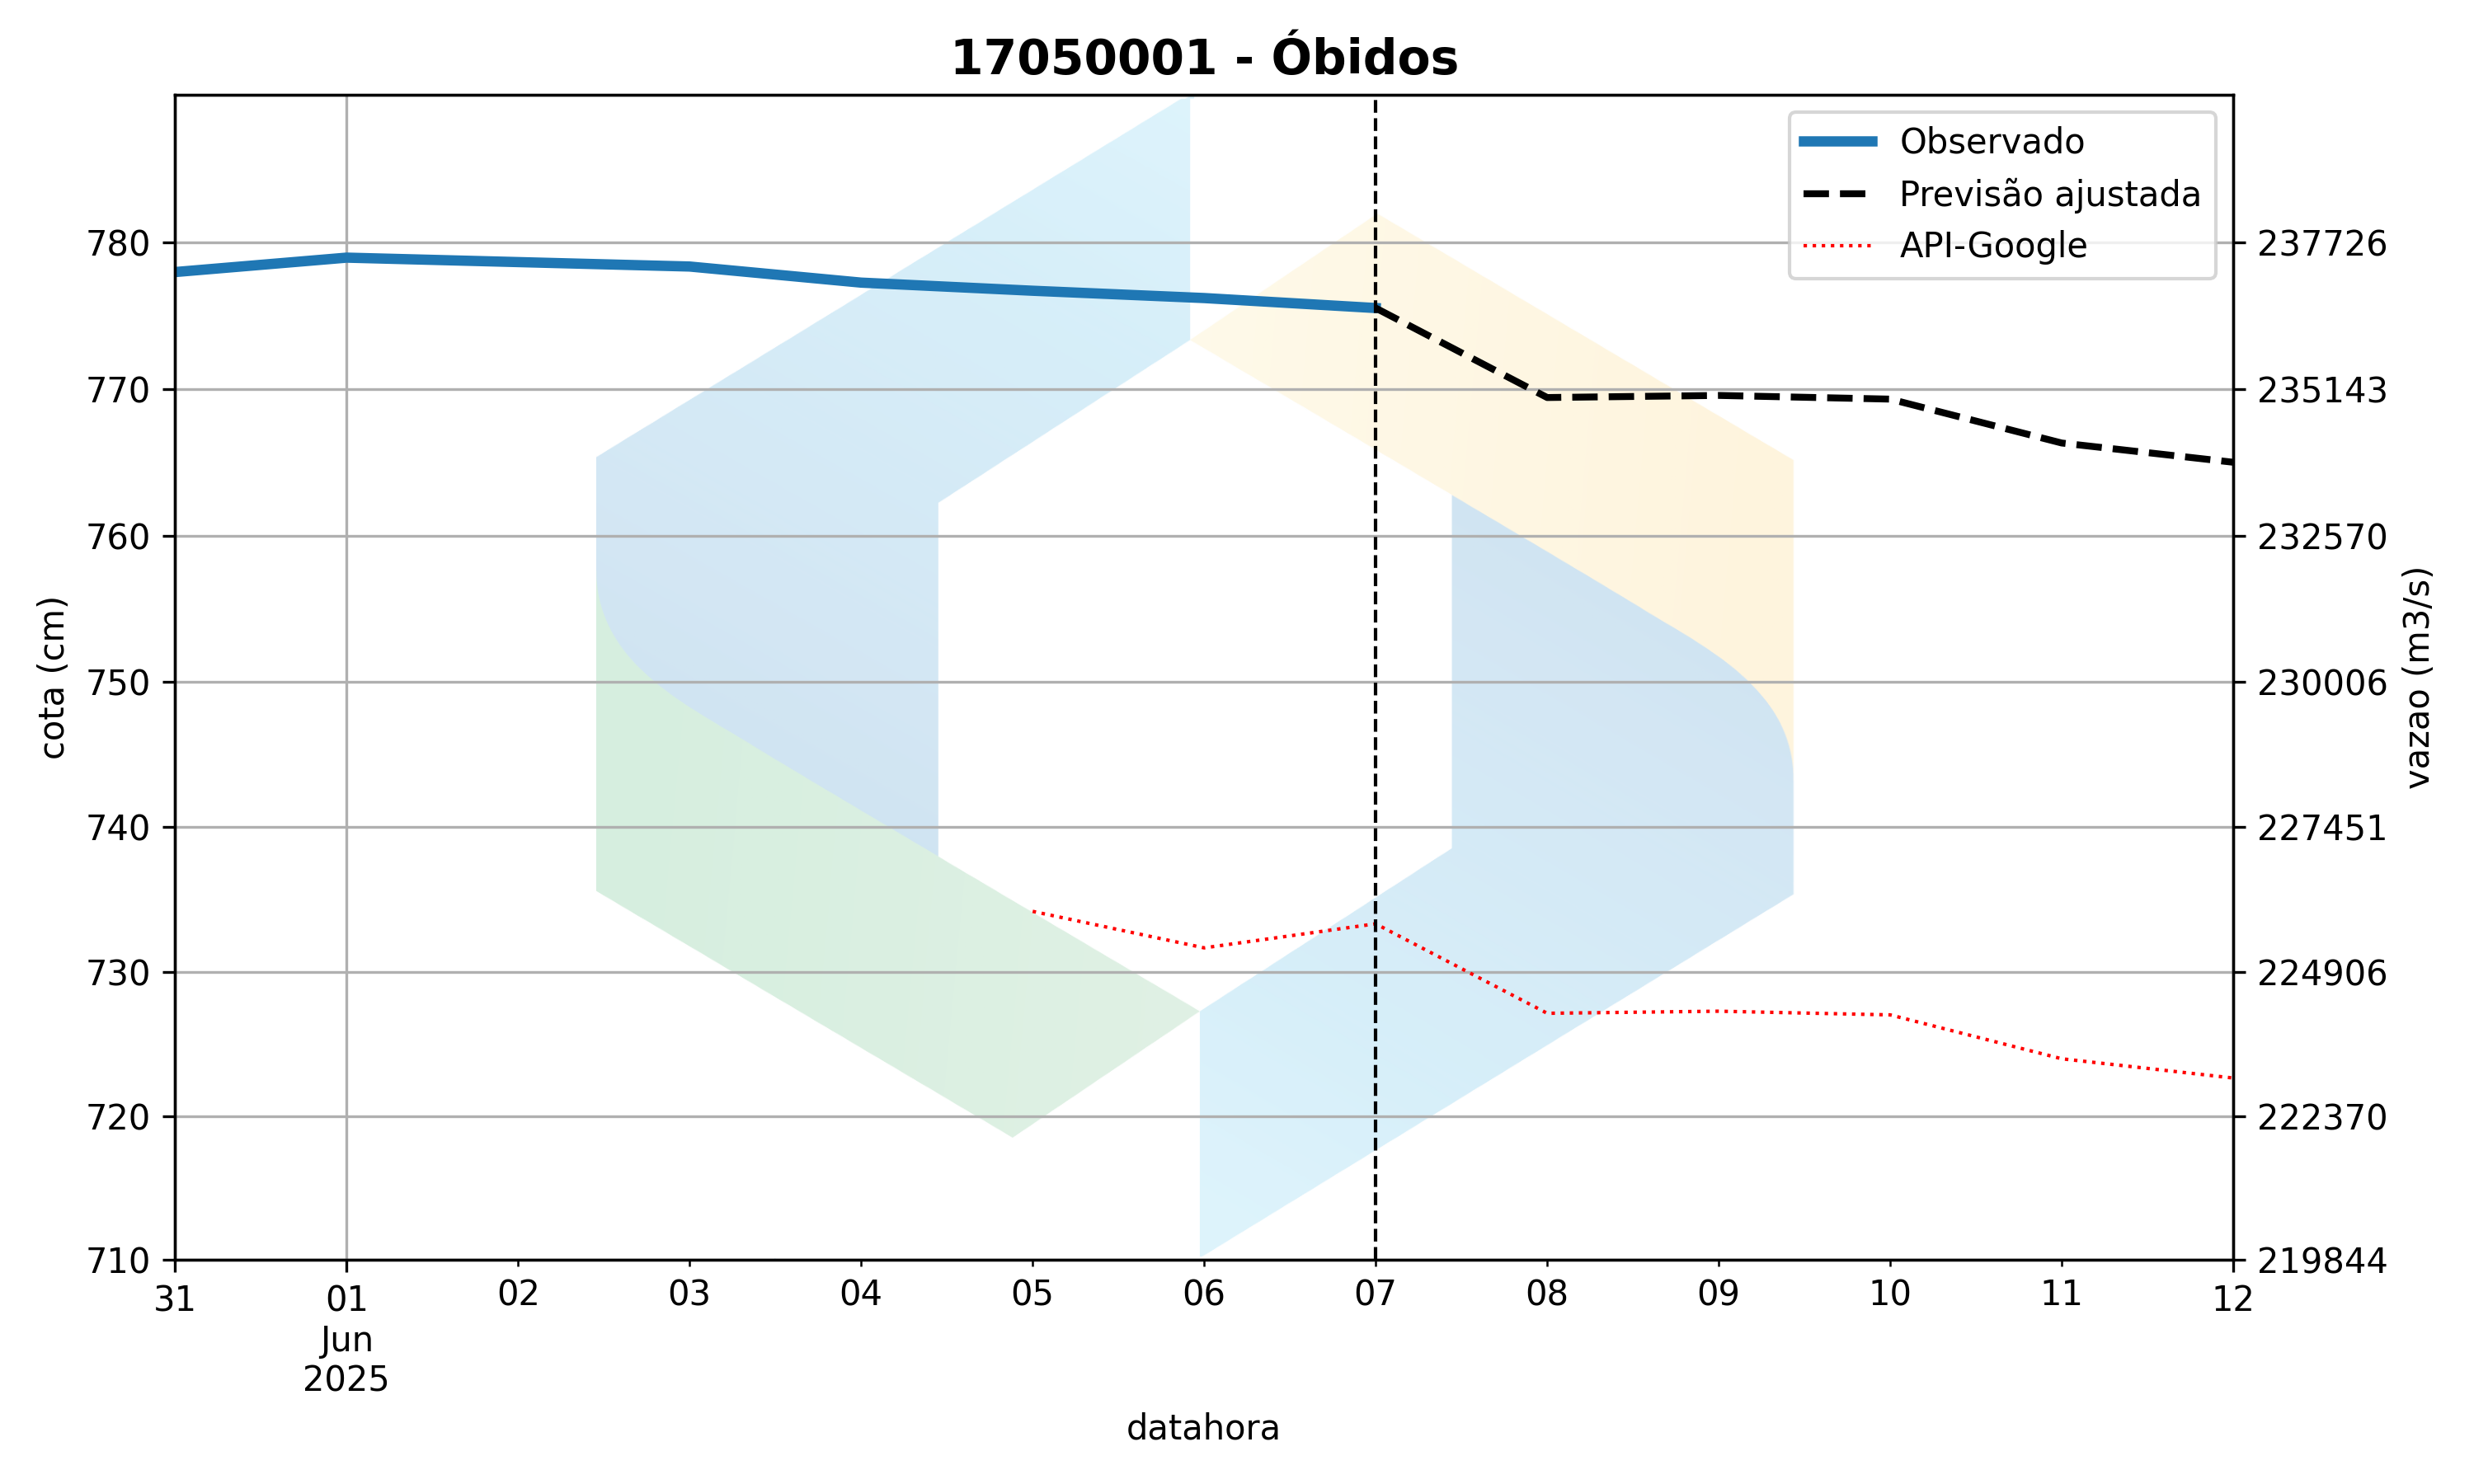 17050001 - Óbidos
Observado
Previsão ajustada
API-Google
780
770
760
750
740
730
720
710
cota (cm)
237726
235143
232570
230006
227451
224906
222370
219844
vazao (m3/s)
31 01 02 03 04 05 06 07 08 09 10 11 12
Jun
2025
datahora